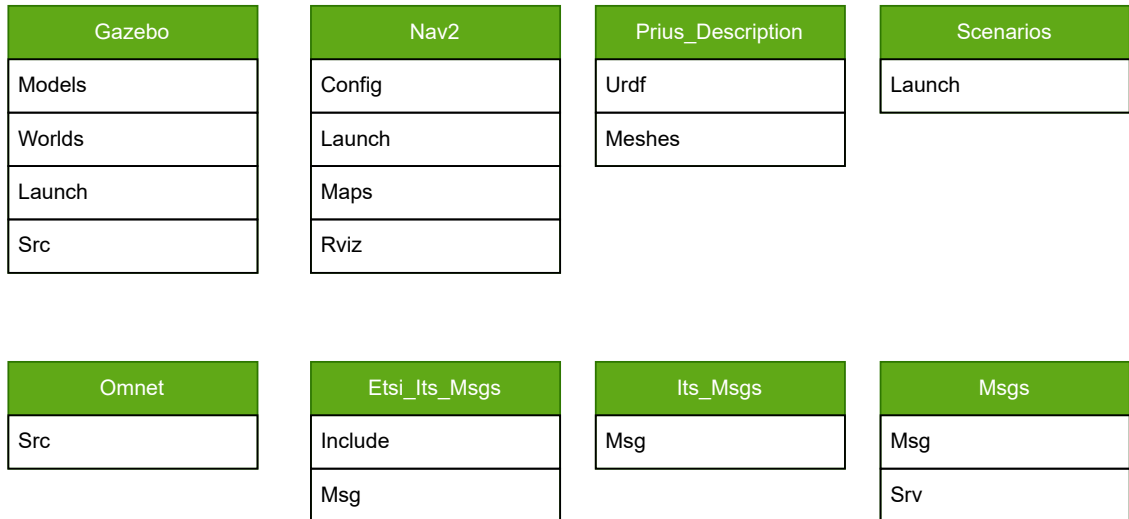 Gazebo
Models
Worlds
Launch
Src
Nav2
Config
Launch
Maps
Rviz
Prius_Description
Urdf
Meshes
Scenarios
Launch
Omnet
Src
Etsi_Its_Msgs
Include
Msg
Its_Msgs
Msg
Msgs
Msg
Srv